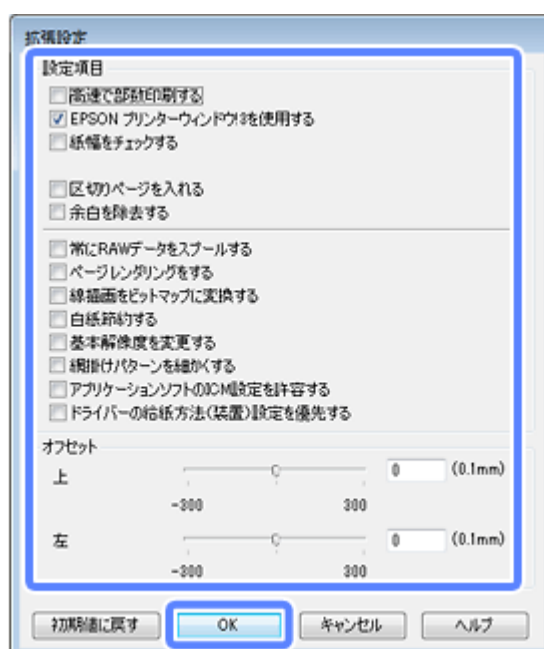 拡張設定
設定項目
高速で部数印刷する
EPSON プリンターウィンドウ!3を使用する
紙幅をチェックする
区切りページを入れる
余白を除去する
常にRAWデータをスプールする
ページレンダリングをする
線描画をビットマップに変換する
白紙節約する
基本解像度を変更する
網掛けパターンを細かくする
アプリケーションソフトのICM設定を許容する
ドライバーの給紙方法(装置)設定を優先する
オフセット
上 0 (0.1mm)
-300 300
左 0 (0.1mm)
-300 300
初期値に戻す OK キャンセル ヘルプ